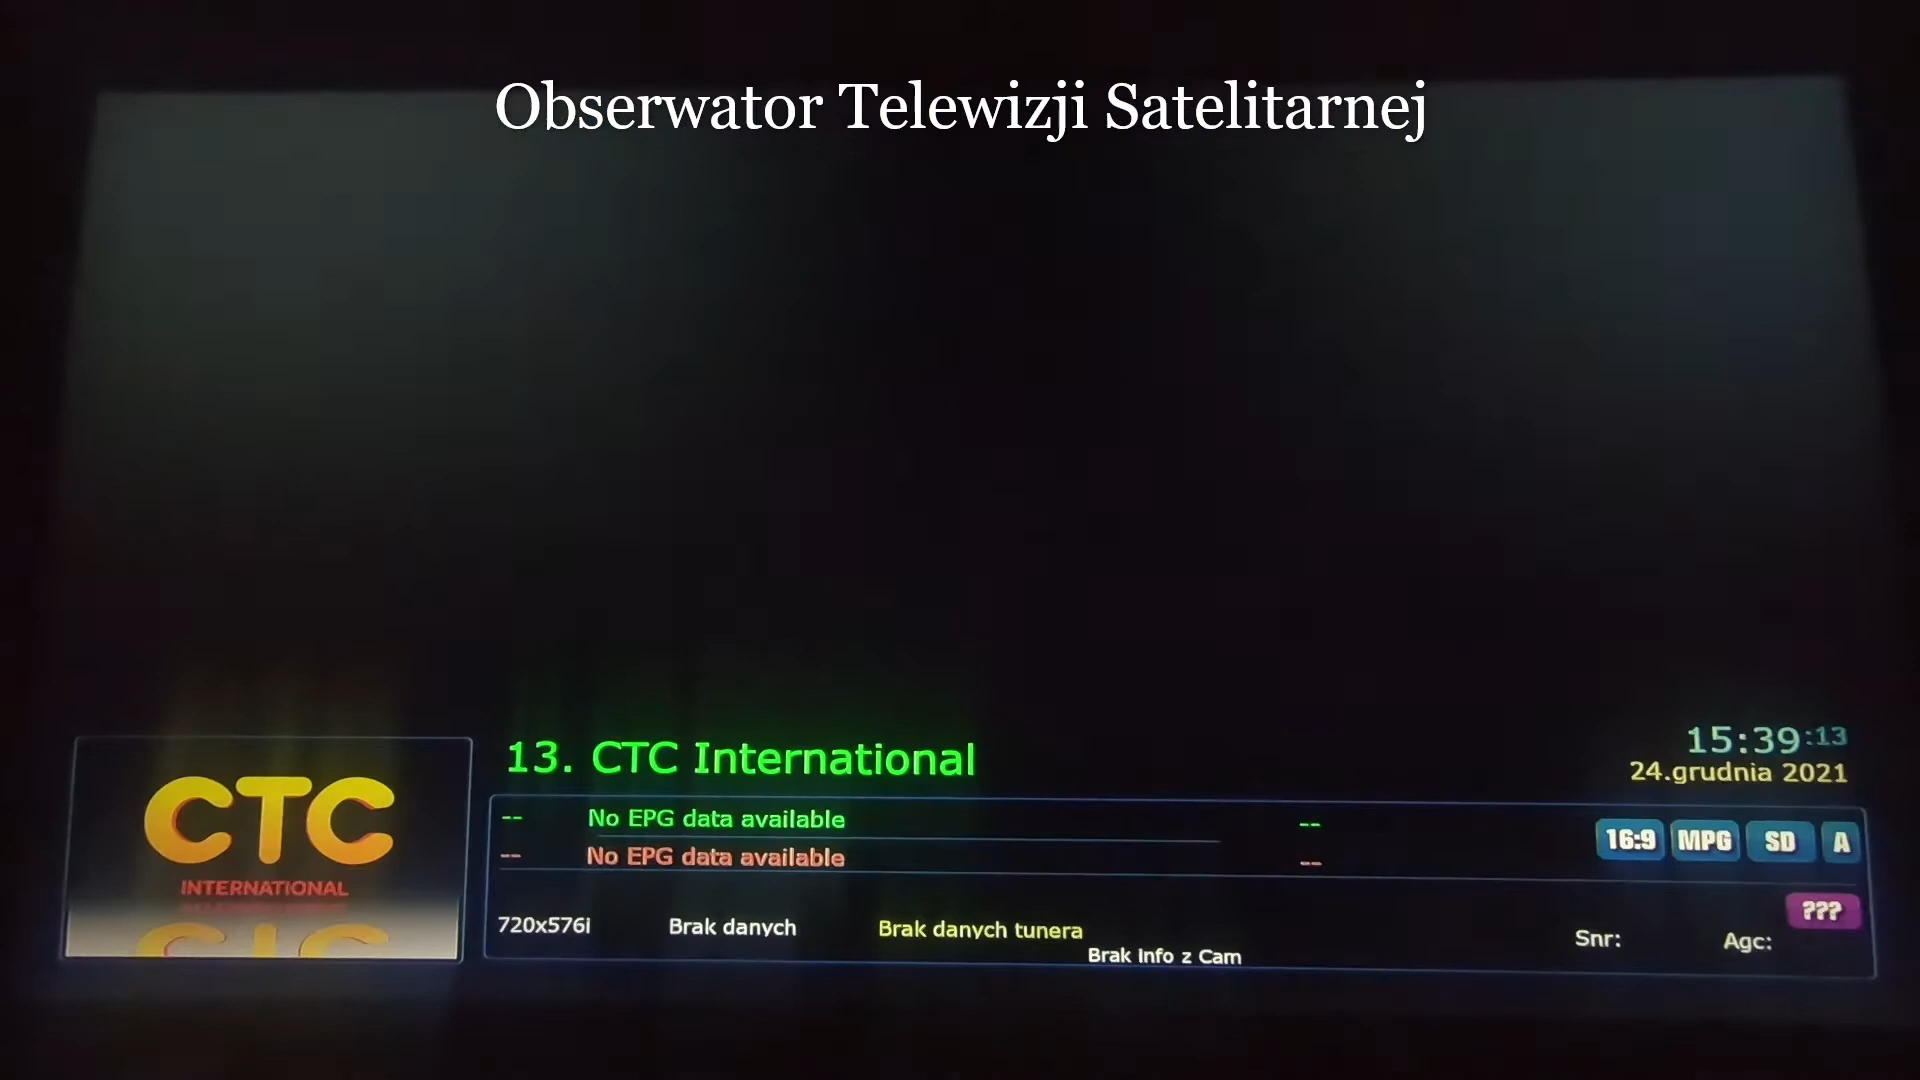 Obserwator Telewizji Satelitarnej
13. CTC International
15:39:13
24.grudnia 2021
CTC
INTERNATIONAL
-- No EPG data available --
-- No EPG data available --
16:9 MPG SD A
???
720x576i Brak danych Brak danych tunera
Brak info z Cam
Snr: Agc: